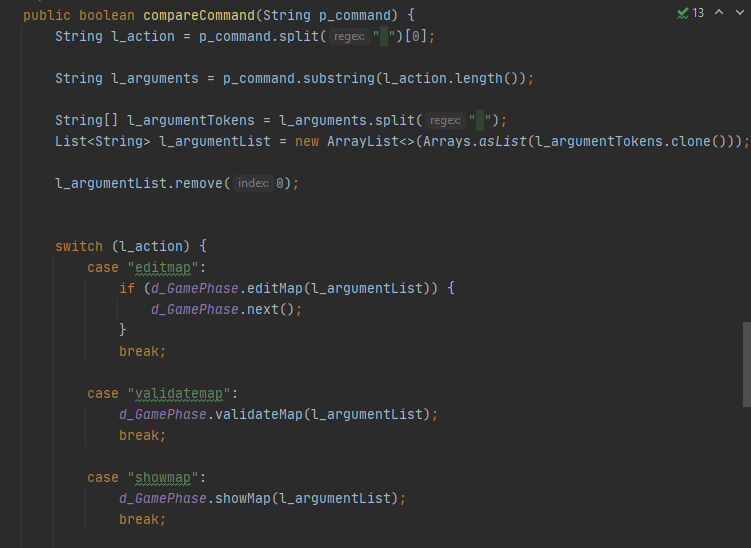 public boolean compareCommand(String p_command) {
String l_action = p_command.split( regex: " ")[0];
String l_arguments = p_command.substring(l_action.length());
String[] l_argumentTokens = l_arguments.split( regex: " ");
List<String> l_argumentList = new ArrayList<>(Arrays.asList(l_argumentTokens.clone()));
l_argumentList.remove( index: 0);
switch (l_action) {
case "editmap":
if (d_GamePhase.editMap(l_argumentList)) {
d_GamePhase.next();
}
break;
case "validatemap":
d_GamePhase.validateMap(l_argumentList);
break;
case "showmap":
d_GamePhase.showMap(l_argumentList);
break;
13